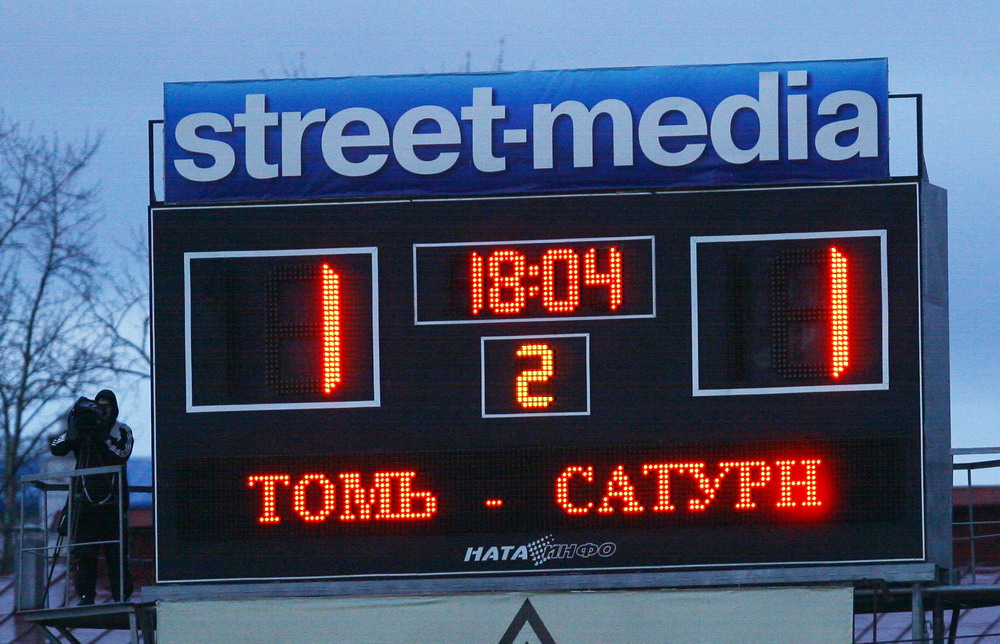 street-media
1 18:04 1
2
ТОМЬ - САТУРН
НАТА ИНФО